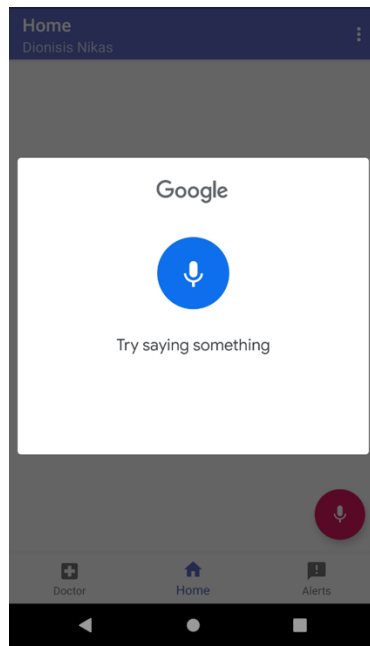 Home
Dionisis Nikas
Google
Try saying something
Doctor
Home
Alerts